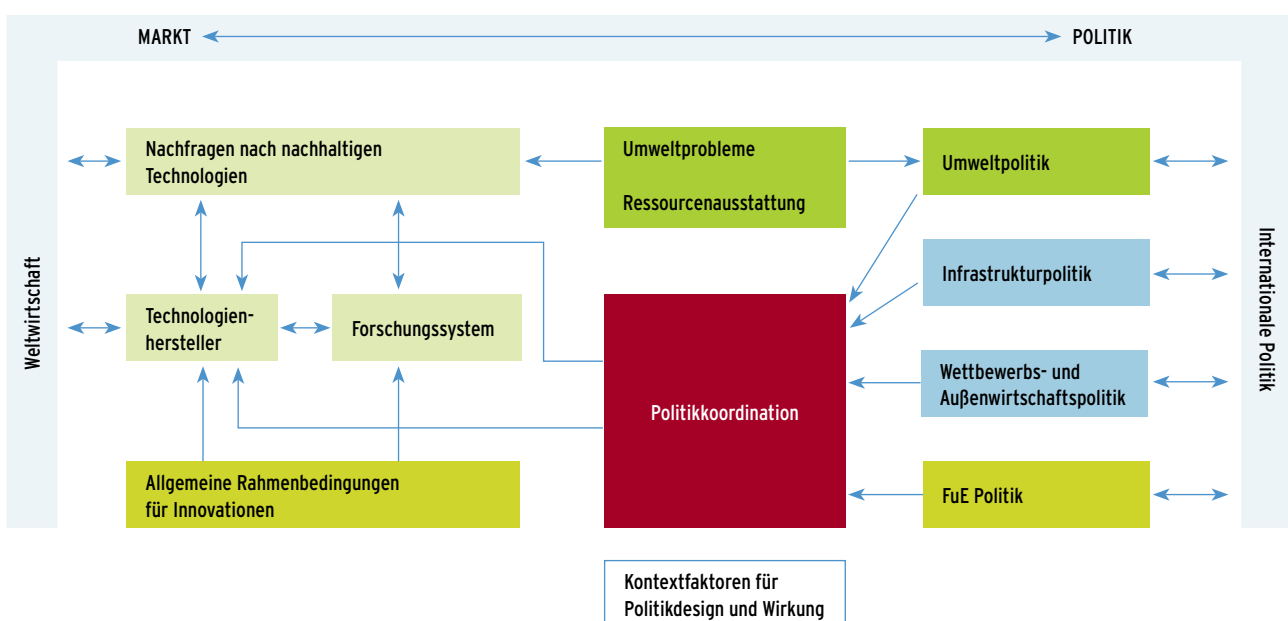 MARKT
POLITIK
Weltwirtschaft
Nachfragen nach nachhaltigen
Technologien
Umweltprobleme
Ressourcenausstattung
Umweltpolitik
Infrastrukturpolitik
Technologien-
hersteller
Forschungssystem
Politikkoordination
Wettbewerbs- und
Außenwirtschaftspolitik
Allgemeine Rahmenbedingungen
für Innovationen
FuE Politik
Internationale Politik
Kontextfaktoren für
Politikdesign und Wirkung